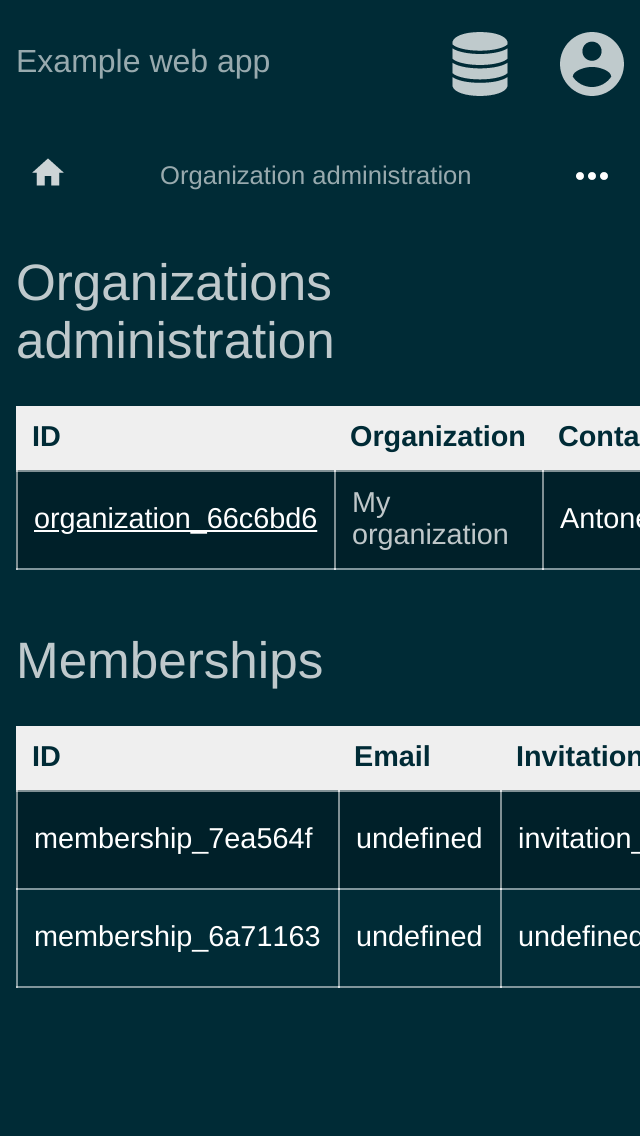 Example web app
Organization administration
Organizations
administration
ID Organization Conta
organization_66c6bd6 My organization Antone
Memberships
ID Email Invitation
membership_7ea564f undefined invitation_
membership_6a71163 undefined undefined